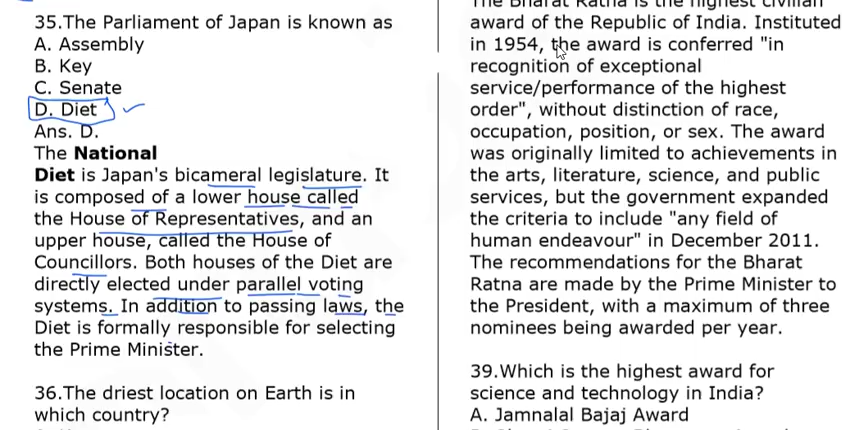 35.The Parliament of Japan is known as
A. Assembly
B. Key
C. Senate
D. Diet
Ans. D.
The National
Diet is Japan's bicameral legislature. It
is composed of a lower house called
the House of Representatives, and an
upper house, called the House of
Councillors. Both houses of the Diet are
directly elected under parallel voting
systems. In addition to passing laws, the
Diet is formally responsible for selecting
the Prime Minister.
36.The driest location on Earth is in
which country?
The Bharat Ratna is the highest civilian
award of the Republic of India. Instituted
in 1954, the award is conferred "in
recognition of exceptional
service/performance of the highest
order", without distinction of race,
occupation, position, or sex. The award
was originally limited to achievements in
the arts, literature, science, and public
services, but the government expanded
the criteria to include "any field of
human endeavour" in December 2011.
The recommendations for the Bharat
Ratna are made by the Prime Minister to
the President, with a maximum of three
nominees being awarded per year.
39.Which is the highest award for
science and technology in India?
A. Jamnalal Bajaj Award